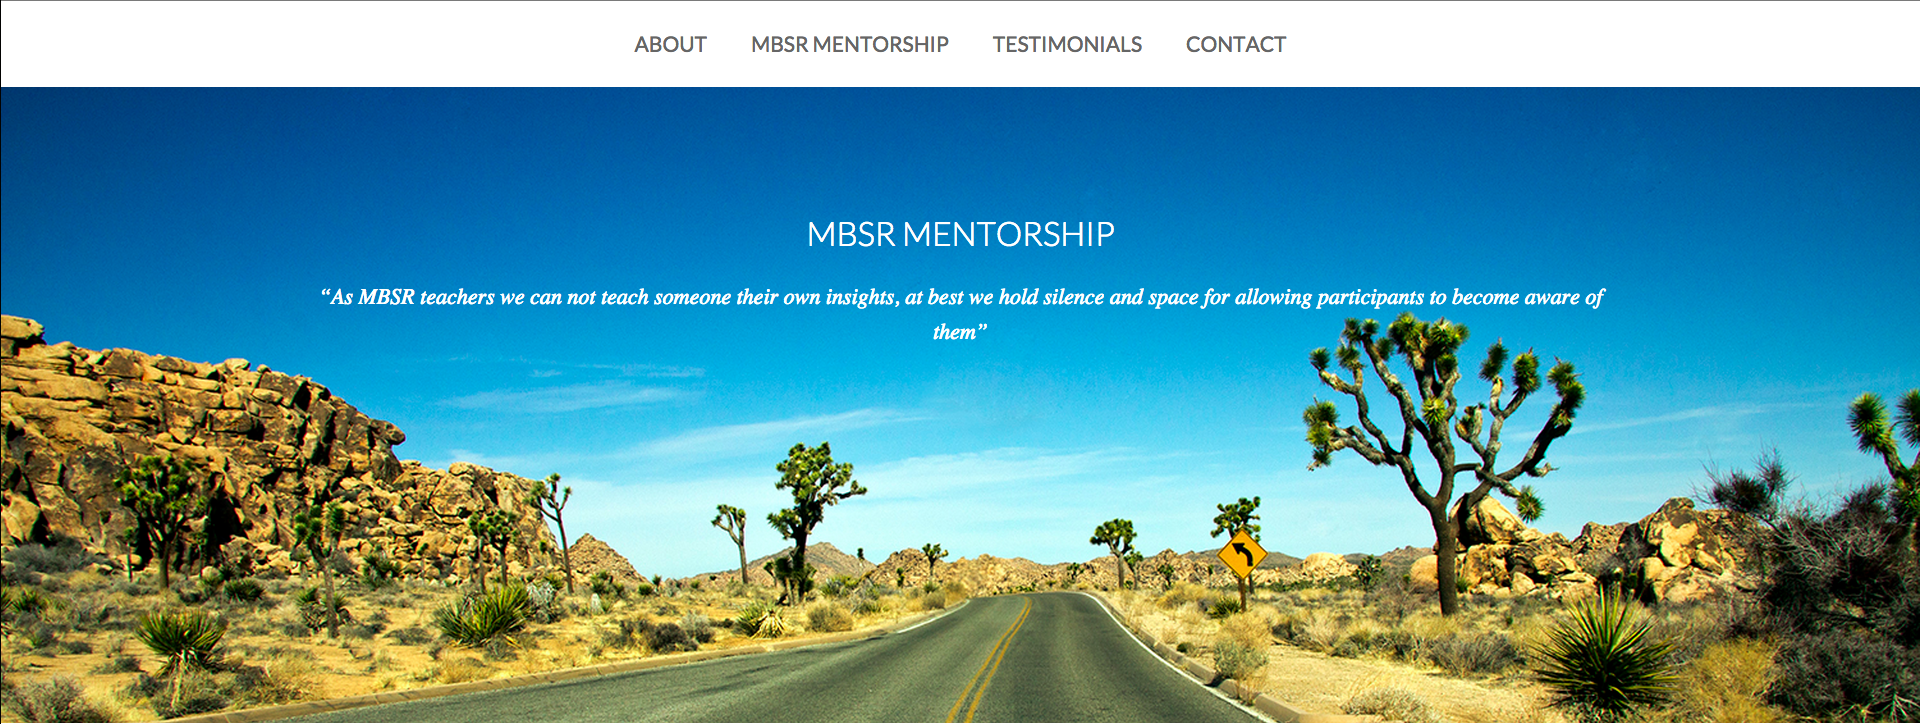 ABOUT MBSR MENTORSHIP TESTIMONIALS CONTACT
MBSR MENTORSHIP
“As MBSR teachers we can not teach someone their own insights, at best we hold silence and space for allowing participants to become aware of
them”